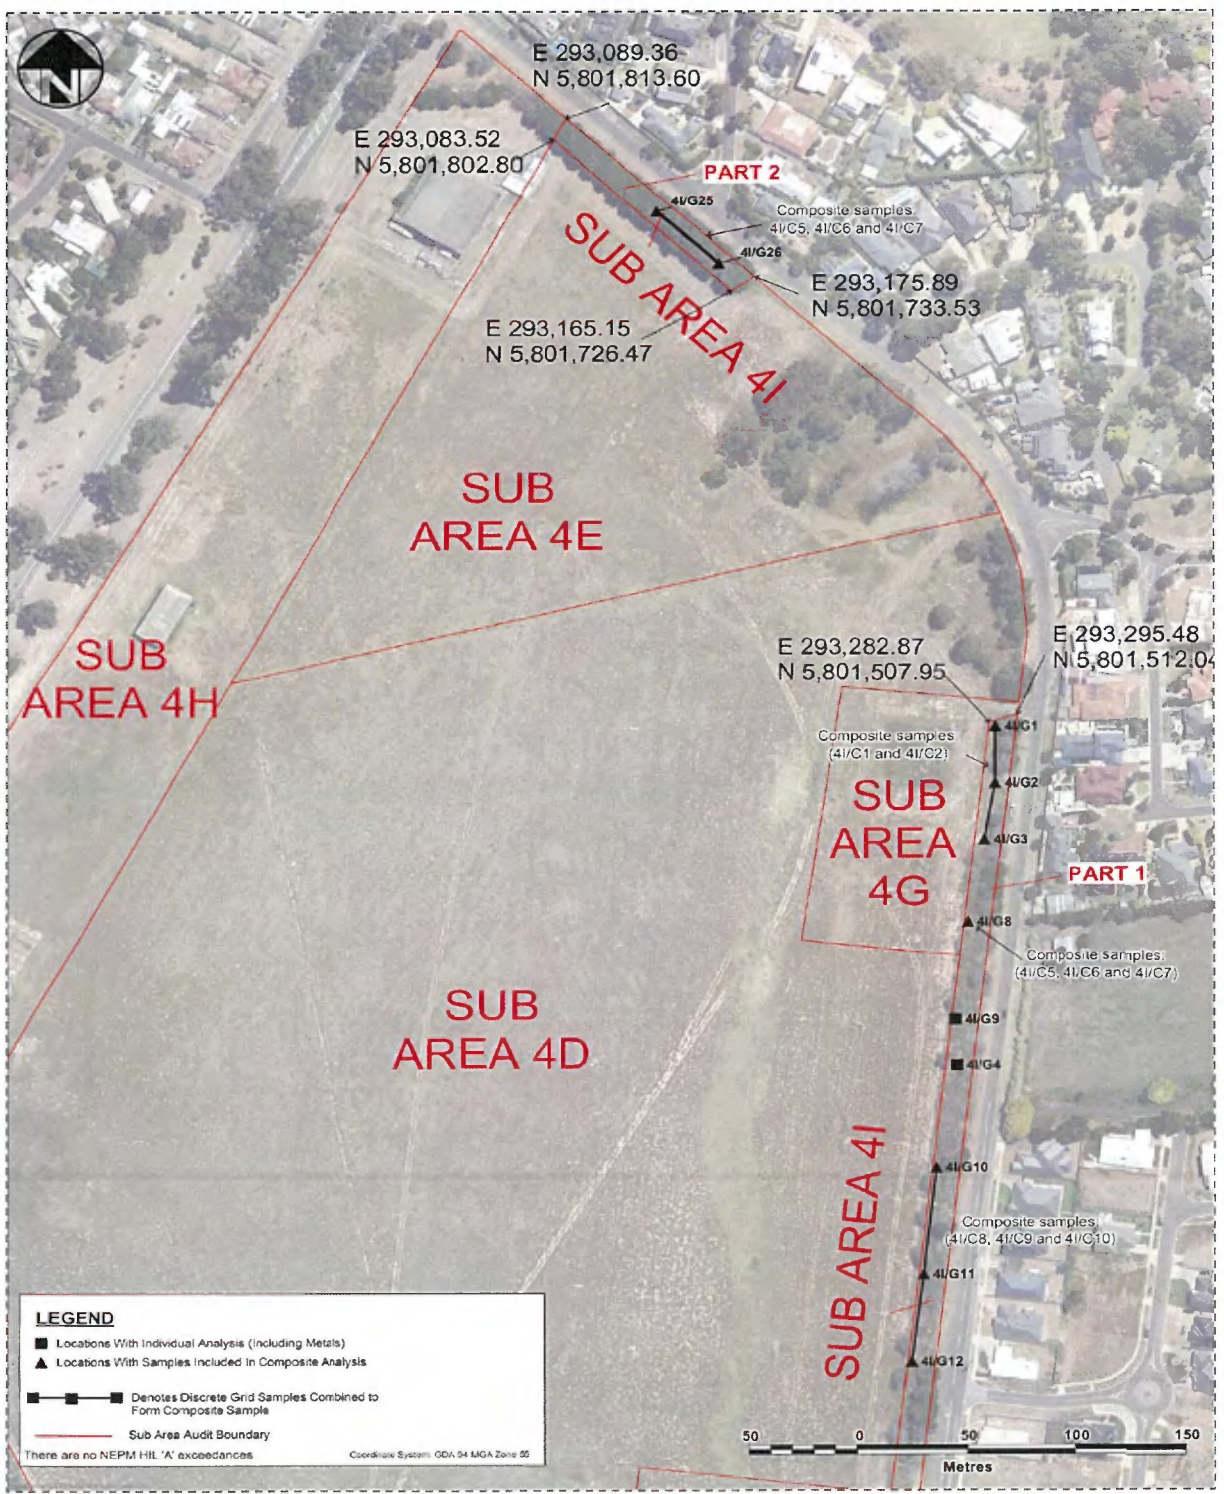 N
E 293,089.36
N 5,801,813.60
E 293,083.52
N 5,801,802.80
PART 2
4I/G25
Composite samples
4I/C5, 4I/C6 and 4I/C7
4I/G26
SUB AREA 4I
E 293,175.89
N 5,801,733.53
E 293,165.15
N 5,801,726.47
SUB
AREA 4E
SUB
AREA 4H
E 293,282.87
N 5,801,507.95
E 293,295.48
N 5,801,512.04
4I/G1
Composite samples
(4I/C1 and 4I/C2)
4I/G2
SUB
AREA
4G
4I/G3
PART 1
4I/G8
Composite samples:
(4I/C5, 4I/C6 and 4I/C7)
SUB
AREA 4D
4I/G9
4I/G4
SUB AREA 4I
4I/G10
Composite samples
(4I/C8, 4I/C9 and 4I/C10)
4I/G11
4I/G12
LEGEND
Locations With Individual Analysis (Including Metals)
Locations With Samples Included In Composite Analysis
Denotes Discrete Grid Samples Combined to
Form Composite Sample
Sub Area Audit Boundary
There are no NEPM HIL 'A' exceedances
Coordinate System: GDA 94 MGA Zone 55
50 0 50 100 150
Metres